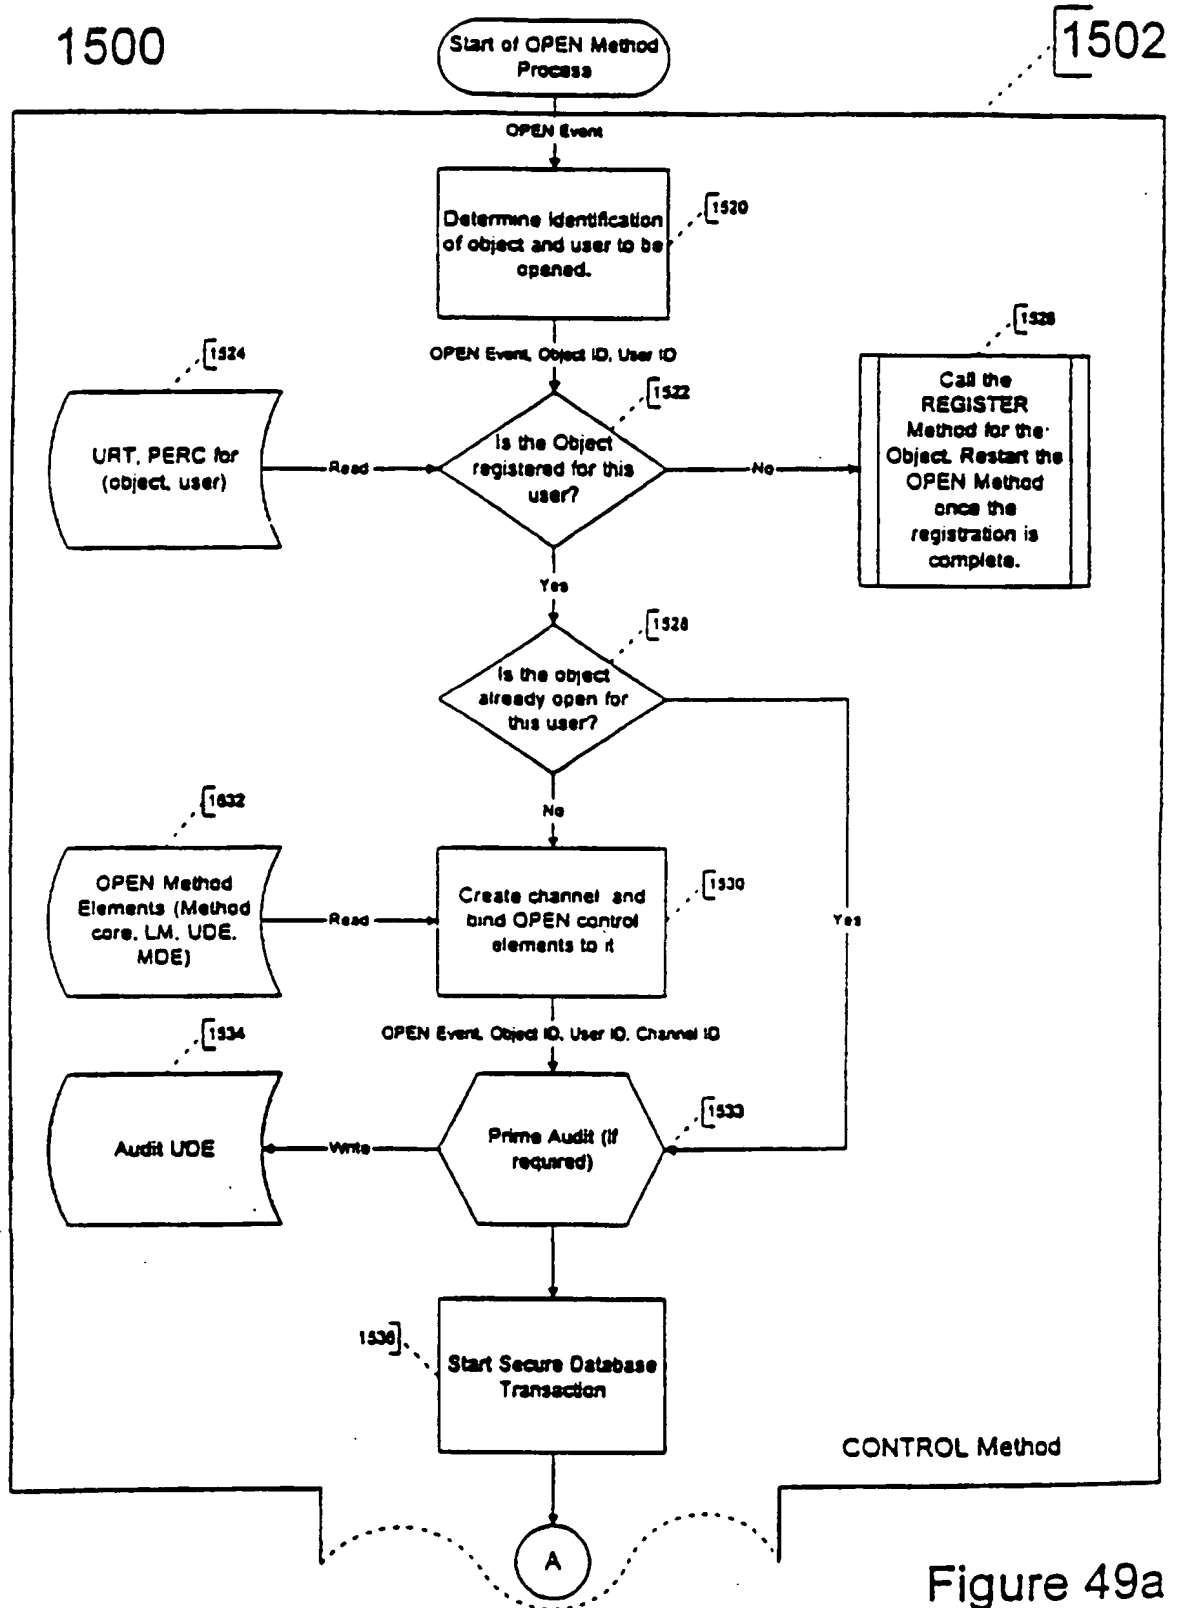 1500
1502
Start of OPEN Method
Process
OPEN Event
Determine identification
of object and user to be
opened.
1520
OPEN Event, Object ID, User ID
1524
1522
1526
URT, PERC for
(object, user)
Read
Is the Object
registered for this
user?
No
Call the
REGISTER
Method for the
Object. Restart the
OPEN Method
once the
registration is
complete.
Yes
1528
Is the object
already open for
this user?
No
Yes
1532
OPEN Method
Elements (Method
core, LM, UDE,
MDE)
Read
Create channel and
bind OPEN control
elements to it
1530
OPEN Event, Object ID, User ID, Channel ID
1534
1533
Audit UDE
Write
Prime Audit (if
required)
1536
Start Secure Database
Transaction
CONTROL Method
A
Figure 49a